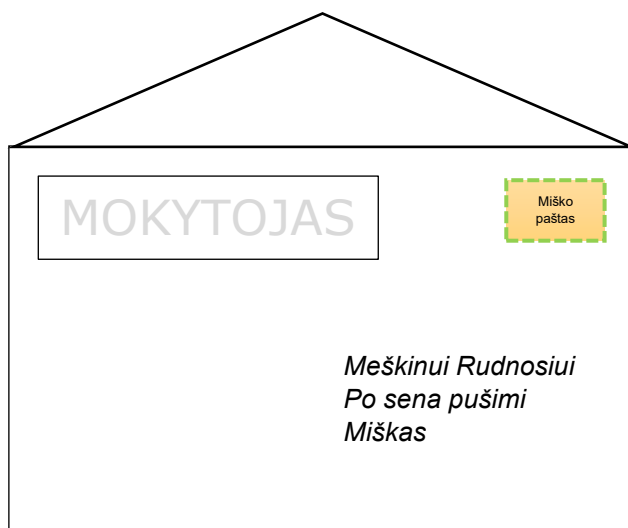 MOKYTOJAS
Miško
paštas
Meškinui Rudnosiui
Po sena pušimi
Miškas